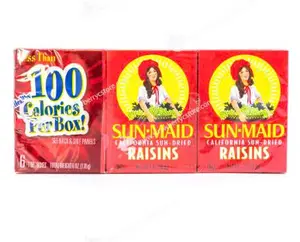 Less Than
100
Calories
Per Box!
SUN-MAID
CALIFORNIA SUN-DRIED
RAISINS
SUN-MAID
CALIFORNIA SUN-DRIED
RAISINS
6